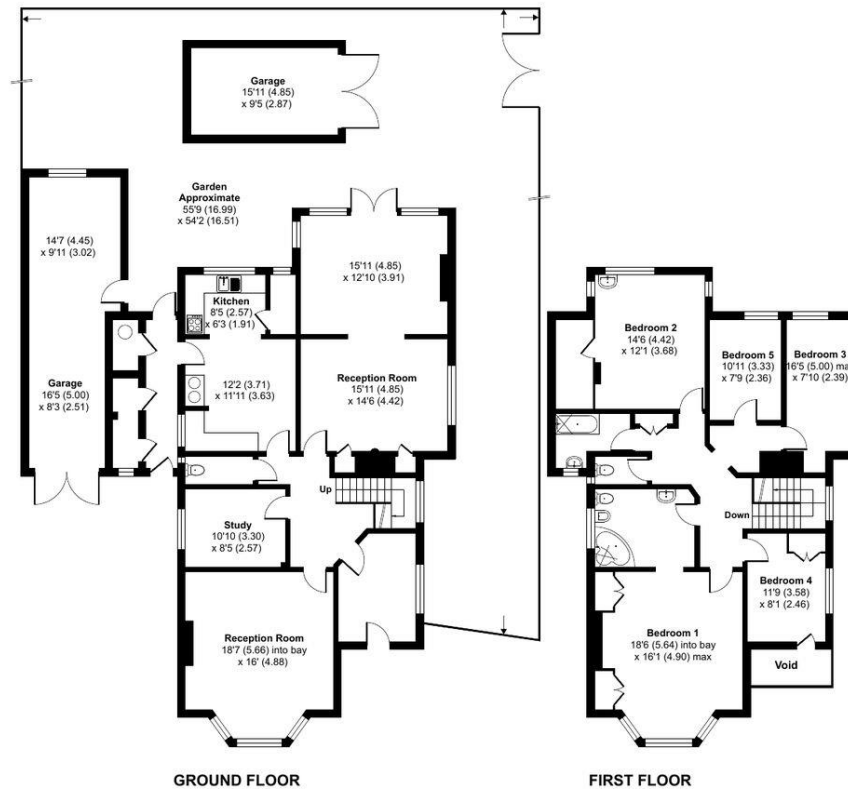 Garage
15'11 (4.85)
x 9'5 (2.87)
Garden
Approximate
55'9 (16.99)
x 54'2 (16.51)
14'7 (4.45)
x 9'11 (3.02)
15'11 (4.85)
x 12'10 (3.91)
Kitchen
8'5 (2.57)
x 6'3 (1.91)
Garage
16'5 (5.00)
x 8'3 (2.51)
12'2 (3.71)
x 11'11 (3.63)
Reception Room
15'11 (4.85)
x 14'6 (4.42)
Up
Study
10'10 (3.30)
x 8'5 (2.57)
Reception Room
18'7 (5.66) into bay
x 16' (4.88)
GROUND FLOOR
Bedroom 2
14'6 (4.42)
x 12'1 (3.68)
Bedroom 5
10'11 (3.33)
x 7'9 (2.36)
Bedroom 3
16'5 (5.00) ma
x 7'10 (2.39)
Down
Bedroom 4
11'9 (3.58)
x 8'1 (2.46)
Bedroom 1
18'6 (5.64) into bay
x 16'1 (4.90) max
Void
FIRST FLOOR